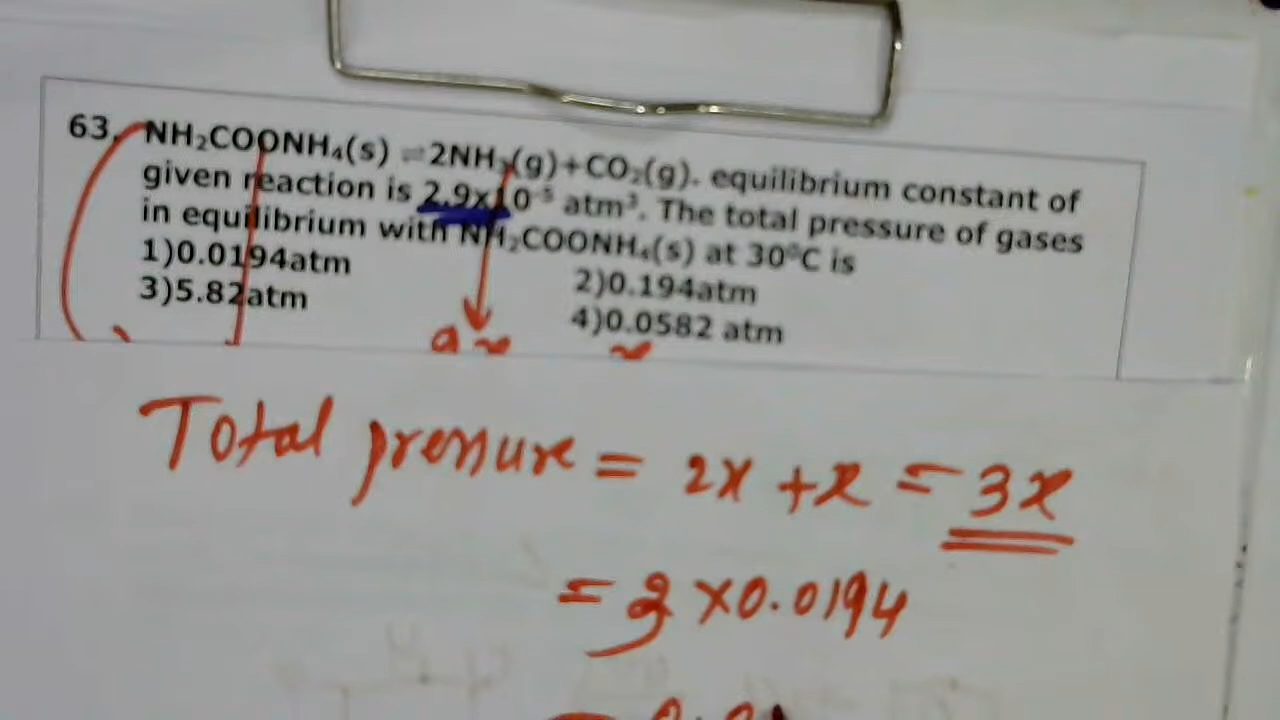 63. NH₂COONH₄(s) ⇌2NH₃(g)+CO₂(g). equilibrium constant of
given reaction is 2.9x10⁻⁵ atm³. The total pressure of gases
in equilibrium with NH₂COONH₄(s) at 30⁰C is
1)0.0194atm 2)0.194atm
3)5.82atm 4)0.0582 atm
Total pressure = 2x + x = 3x
= 3 x0.0194